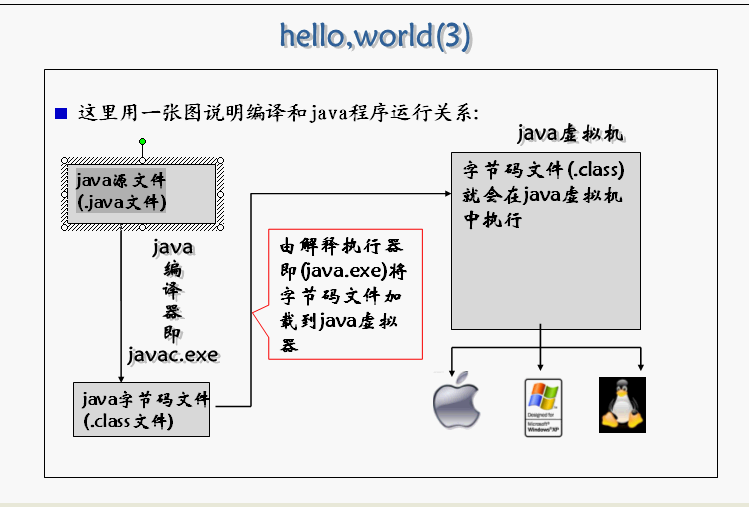 hello,world(3)
这里用一张图说明编译和java程序运行关系:
java虚拟机
java源文件
(.java文件)
字节码文件(.class)
就会在java虚拟机
中执行
java
编
译
器
即
javac.exe
由解释执行器
即(java.exe)将
字节码文件加
载到java虚拟
器
java字节码文件
(.class文件)
Designed for
Microsoft
Windows XP